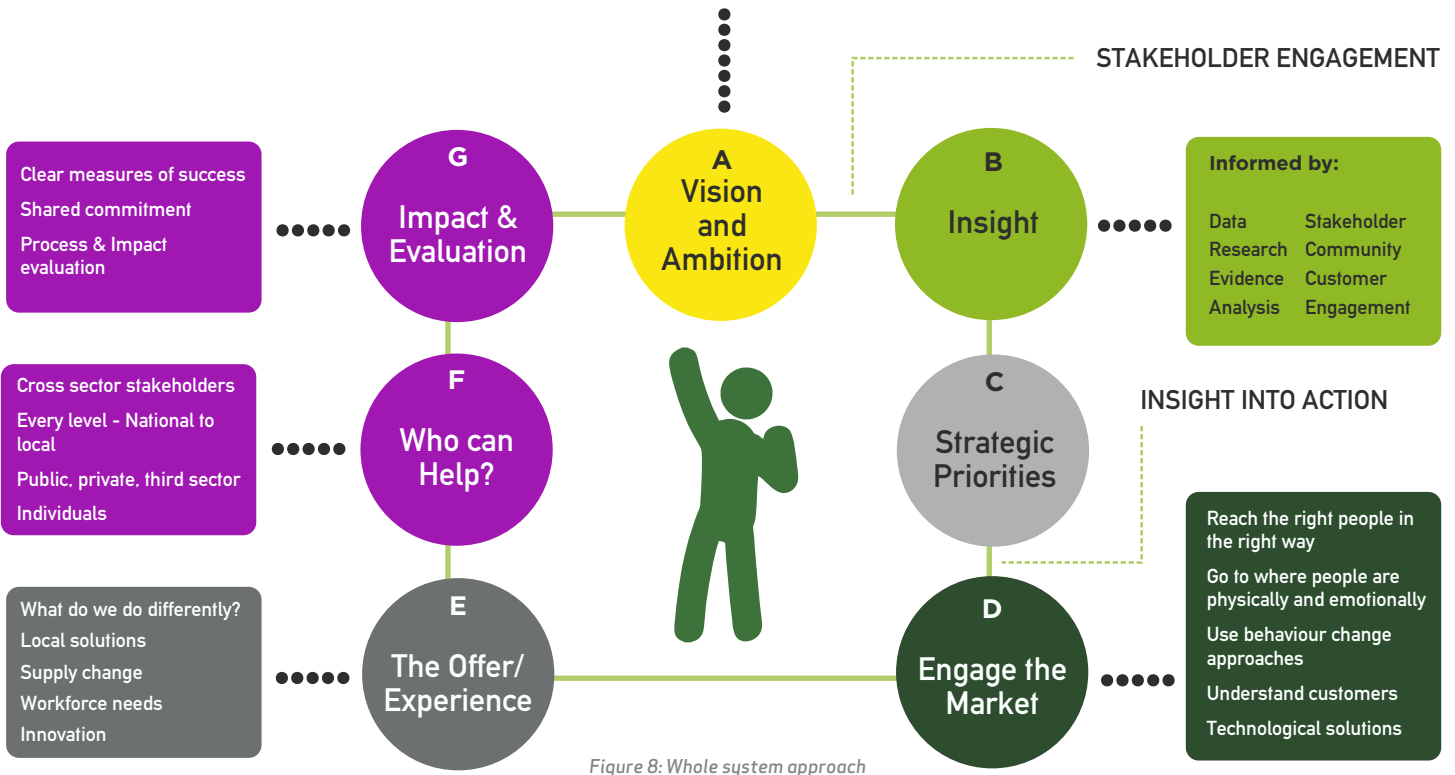 STAKEHOLDER ENGAGEMENT
A
Vision
and
Ambition
B
Insight
Informed by:
Data Stakeholder
Research Community
Evidence Customer
Analysis Engagement
C
Strategic
Priorities
INSIGHT INTO ACTION
D
Engage the
Market
Reach the right people in
the right way
Go to where people are
physically and emotionally
Use behaviour change
approaches
Understand customers
Technological solutions
E
The Offer/
Experience
What do we do differently?
Local solutions
Supply change
Workforce needs
Innovation
F
Who can
Help?
Cross sector stakeholders
Every level - National to
local
Public, private, third sector
Individuals
G
Impact &
Evaluation
Clear measures of success
Shared commitment
Process & Impact
evaluation
Figure 8: Whole system approach